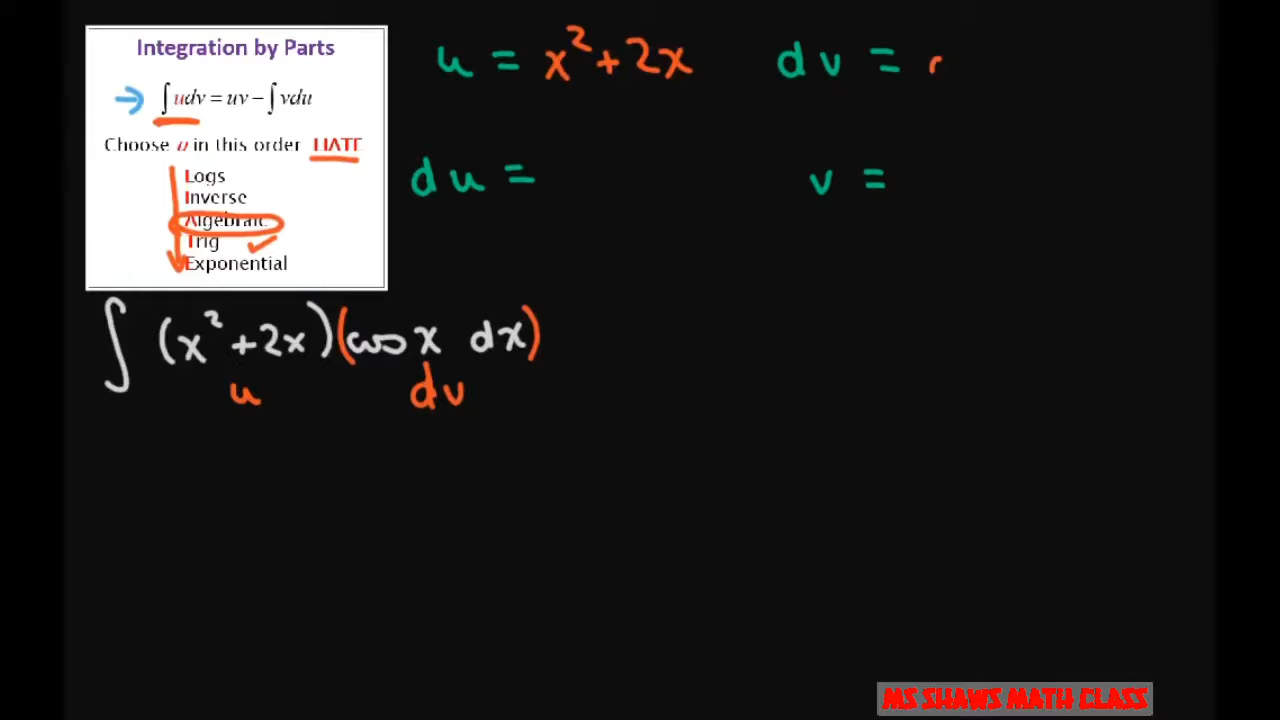 Integration by Parts
∫udv = uv − ∫vdu
Choose u in this order LIATE
Logs
Inverse
Algebraic
Trig
Exponential
u = x² + 2x
dv =
du =
v =
∫ (x² + 2x)(cos x dx)
u
dv
MS SHAWS MATH CLASS